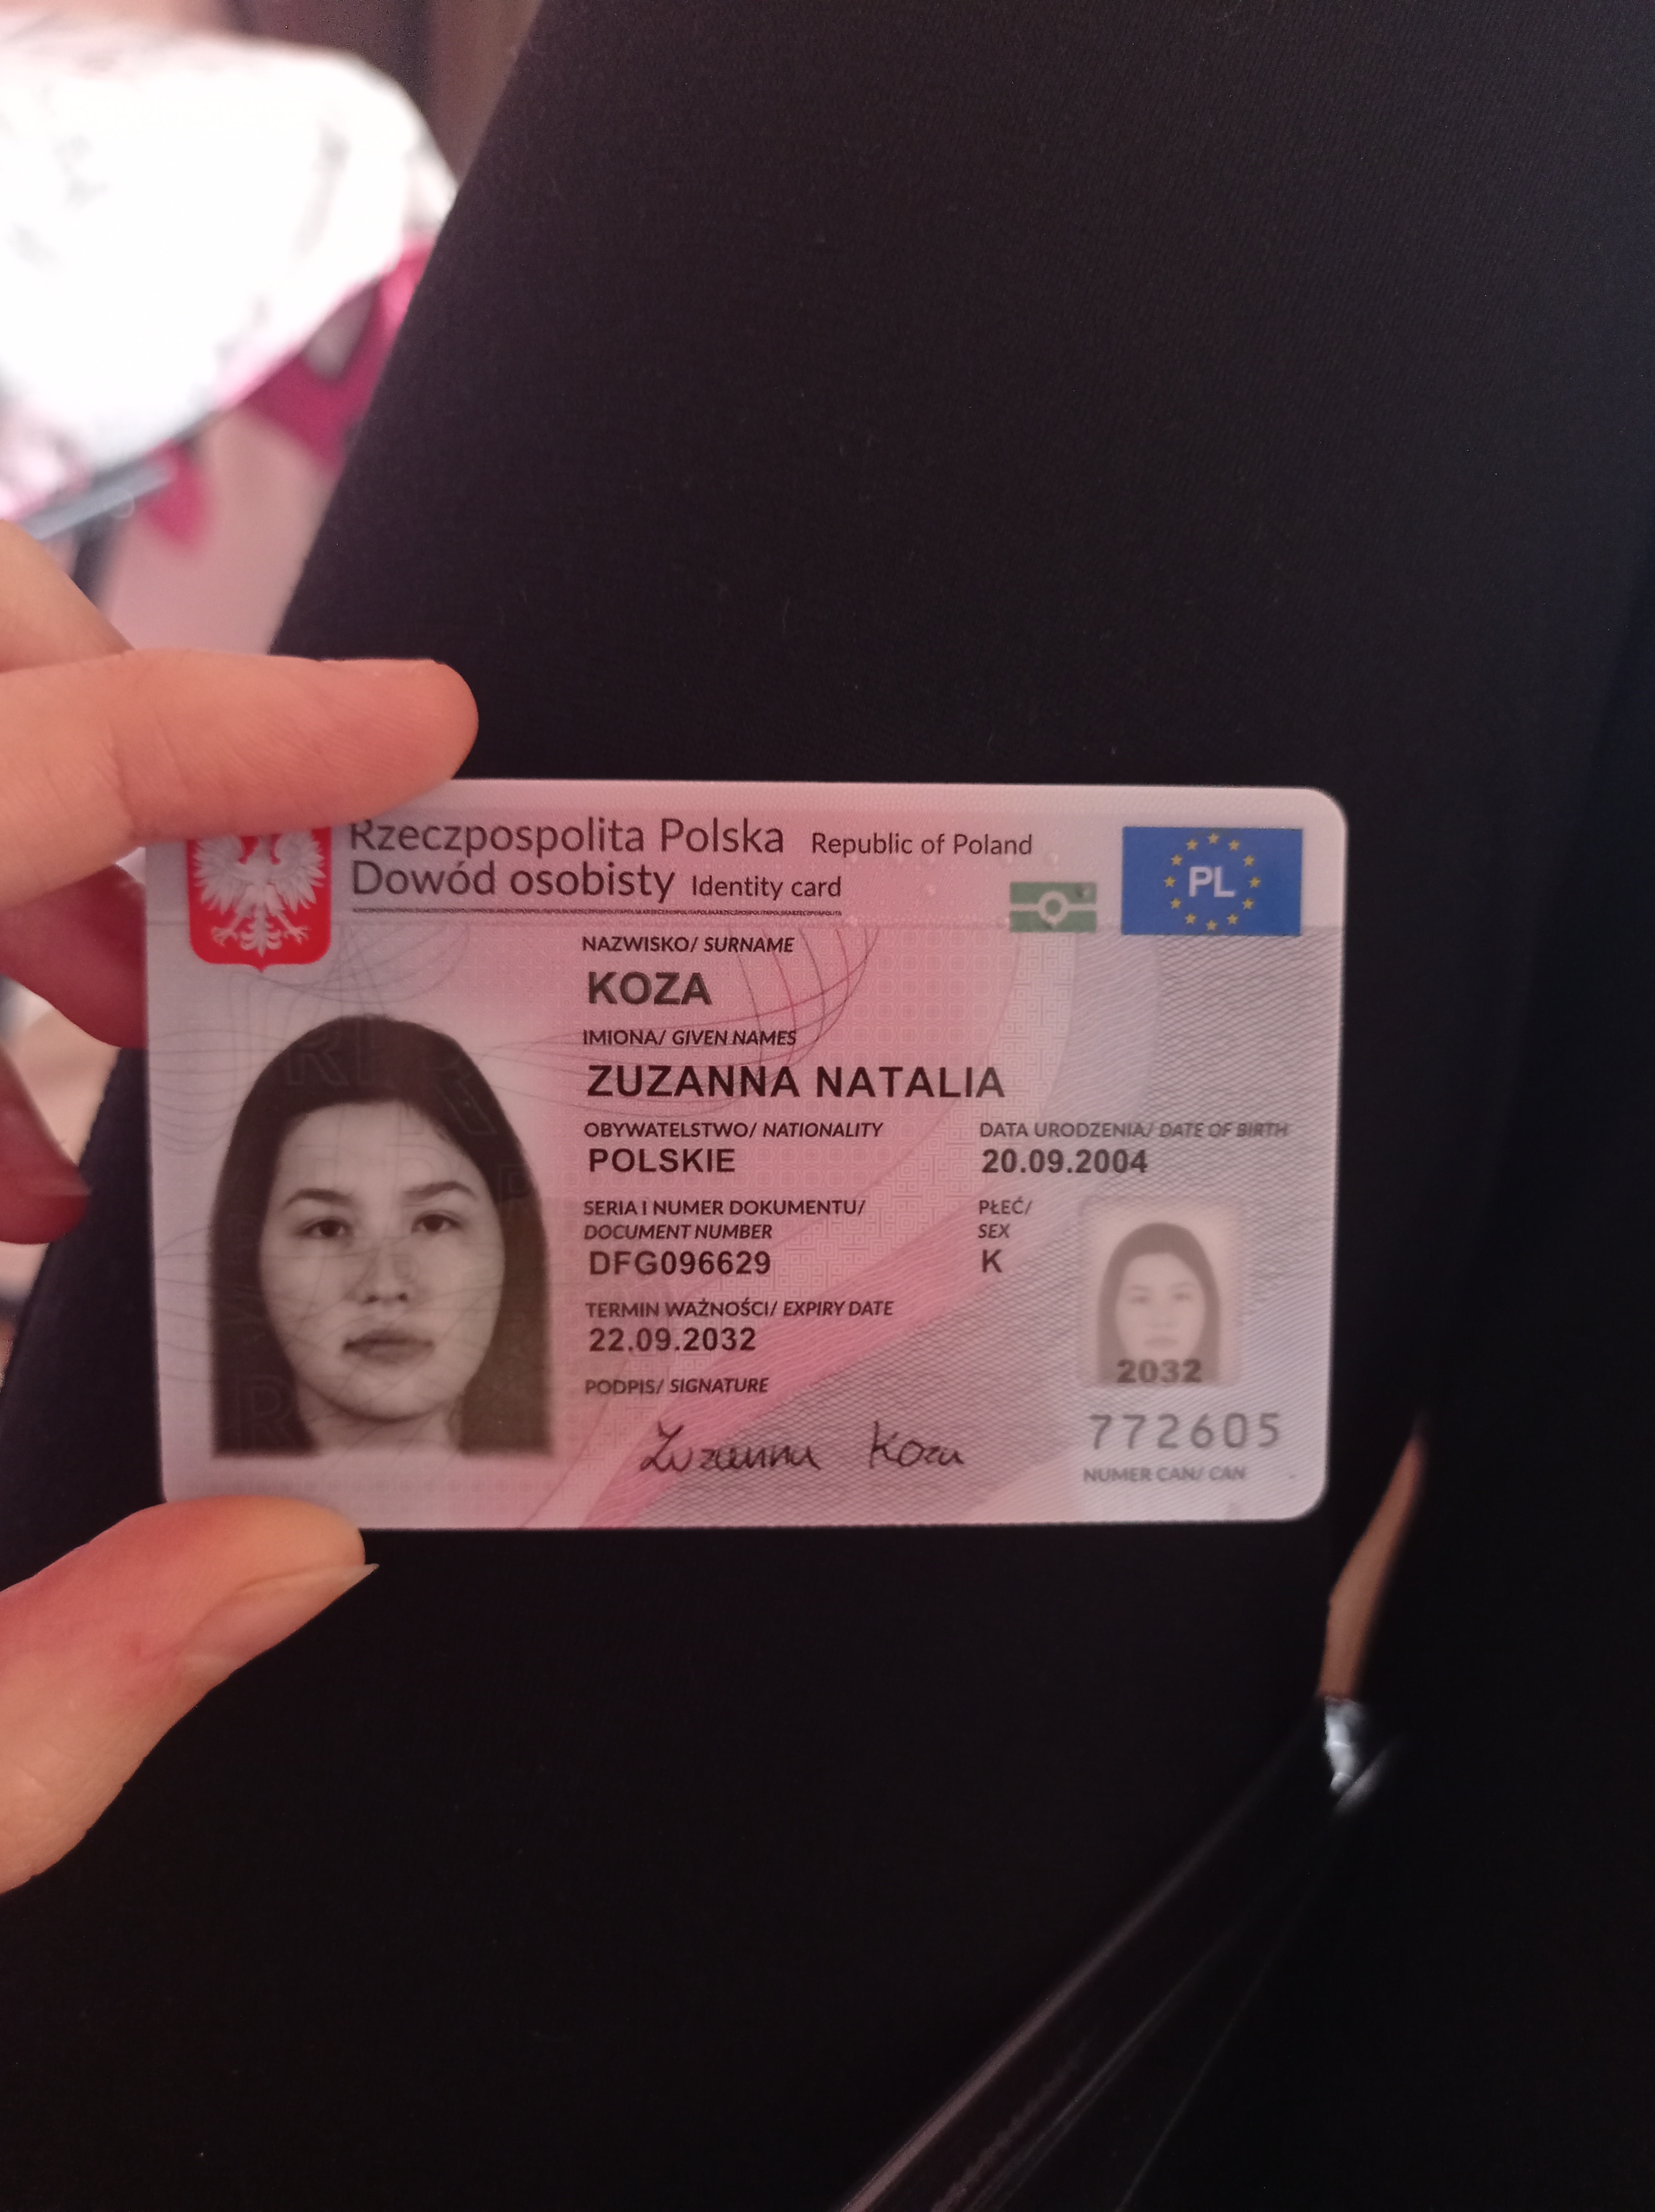 Rzeczpospolita Polska Republic of Poland
Dowód osobisty Identity card
PL
NAZWISKO/ SURNAME
KOZA
IMIONA/ GIVEN NAMES
ZUZANNA NATALIA
OBYWATELSTWO/ NATIONALITY
POLSKIE
DATA URODZENIA/ DATE OF BIRTH
20.09.2004
SERIA I NUMER DOKUMENTU/
DOCUMENT NUMBER
DFG096629
PŁEĆ/
SEX
K
TERMIN WAŻNOŚCI/ EXPIRY DATE
22.09.2032
2032
PODPIS/ SIGNATURE
Zuzanna Koza
772605
NUMER CAN/ CAN